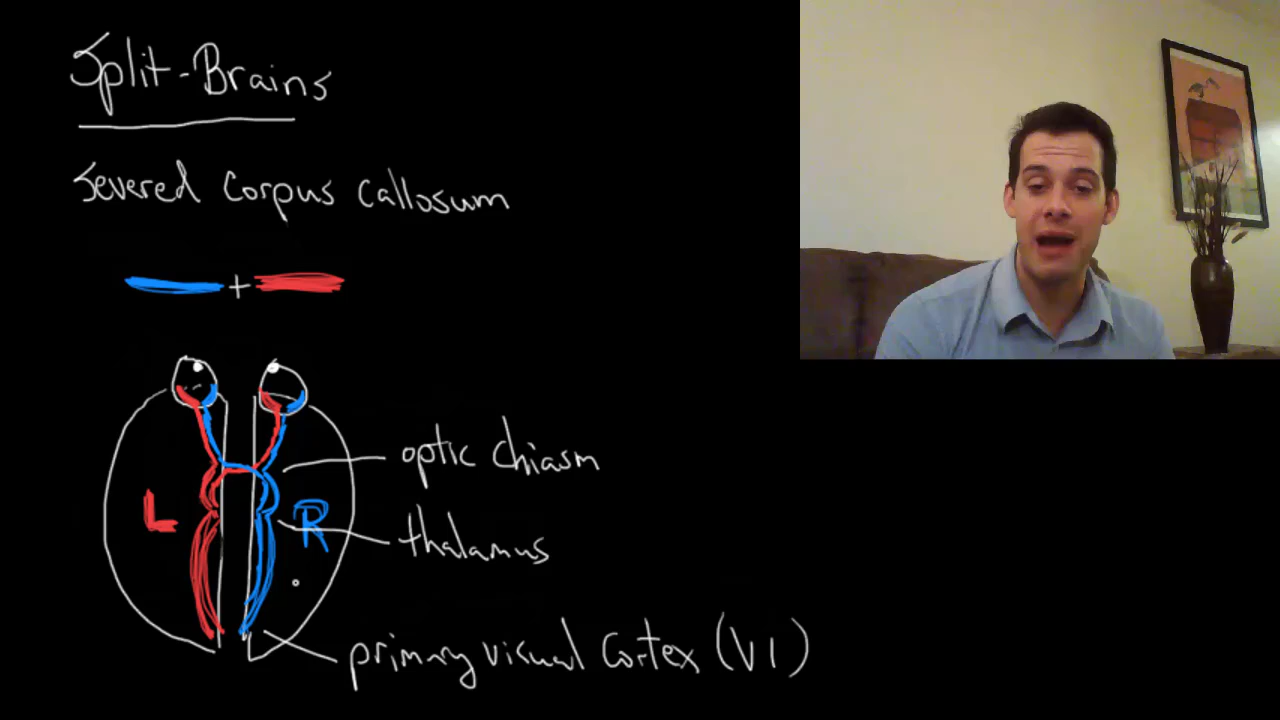 Split-Brains
Severed corpus callosum
+
L
R
optic chiasm
thalamus
primary visual cortex (V1)